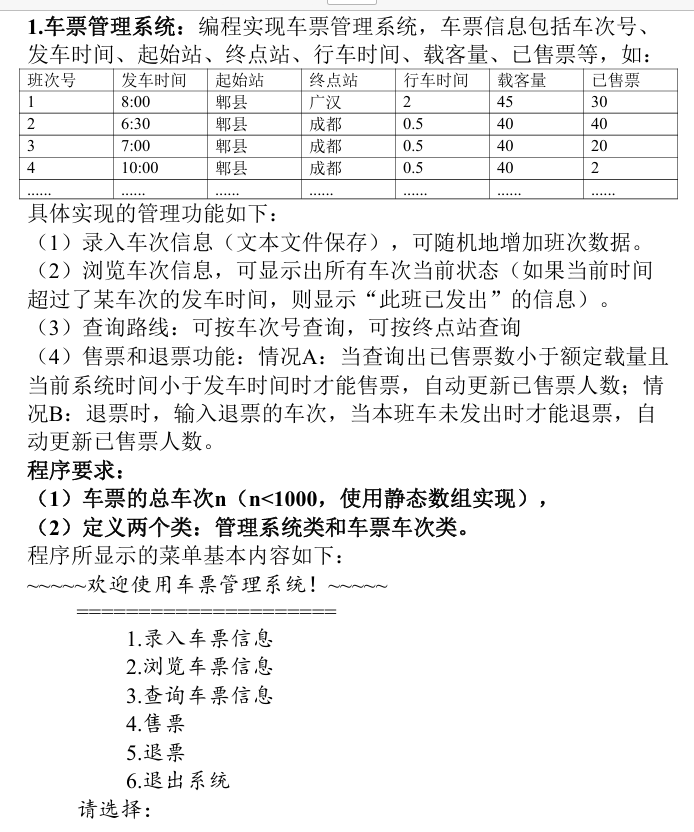 1.车票管理系统：编程实现车票管理系统，车票信息包括车次号、
发车时间、起始站、终点站、行车时间、载客量、已售票等，如：
班次号 发车时间 起始站 终点站 行车时间 载客量 已售票
1 8:00 郫县 广汉 2 45 30
2 6:30 郫县 成都 0.5 40 40
3 7:00 郫县 成都 0.5 40 20
4 10:00 郫县 成都 0.5 40 2
...... ...... ...... ...... ...... ...... ......
具体实现的管理功能如下：
（1）录入车次信息（文本文件保存），可随机地增加班次数据。
（2）浏览车次信息，可显示出所有车次当前状态（如果当前时间
超过了某车次的发车时间，则显示“此班已发出”的信息）。
（3）查询路线：可按车次号查询，可按终点站查询
（4）售票和退票功能：情况A：当查询出已售票数小于额定载量且
当前系统时间小于发车时间时才能售票，自动更新已售票人数；情
况B：退票时，输入退票的车次，当本班车未发出时才能退票，自
动更新已售票人数。
程序要求：
（1）车票的总车次n（n<1000，使用静态数组实现），
（2）定义两个类：管理系统类和车票车次类。
程序所显示的菜单基本内容如下：
~~~~~欢迎使用车票管理系统！~~~~~
=====================
1.录入车票信息
2.浏览车票信息
3.查询车票信息
4.售票
5.退票
6.退出系统
请选择：